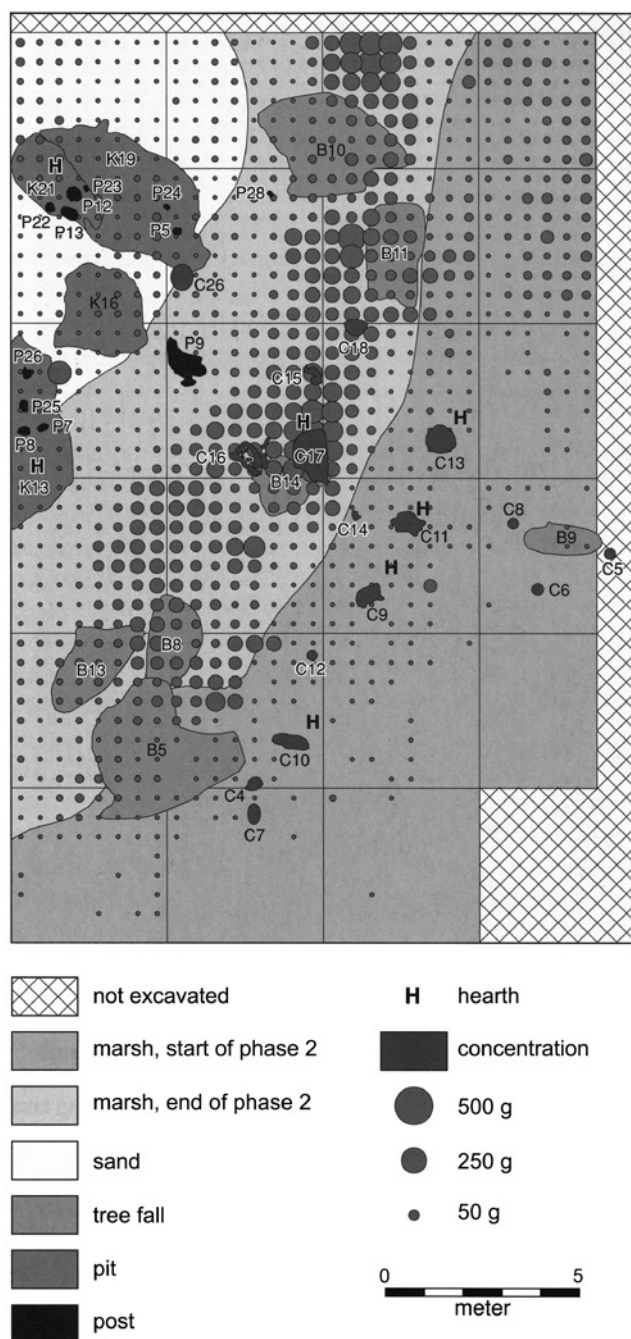 B10
H
K19
K21
P23
P24
P28
P12
P22
P13
P5
B11
C26
K16
C18
P9
P26
C15
P25
H
H
P7
C16
C17
P8
C13
H
K13
B14
H
C8
C14
C11
B9
C5
H
C6
C9
B8
C12
B13
H
B5
C10
C4
C7
not excavated
marsh, start of phase 2
marsh, end of phase 2
sand
tree fall
pit
post
H hearth
concentration
500 g
250 g
50 g
0 5
meter